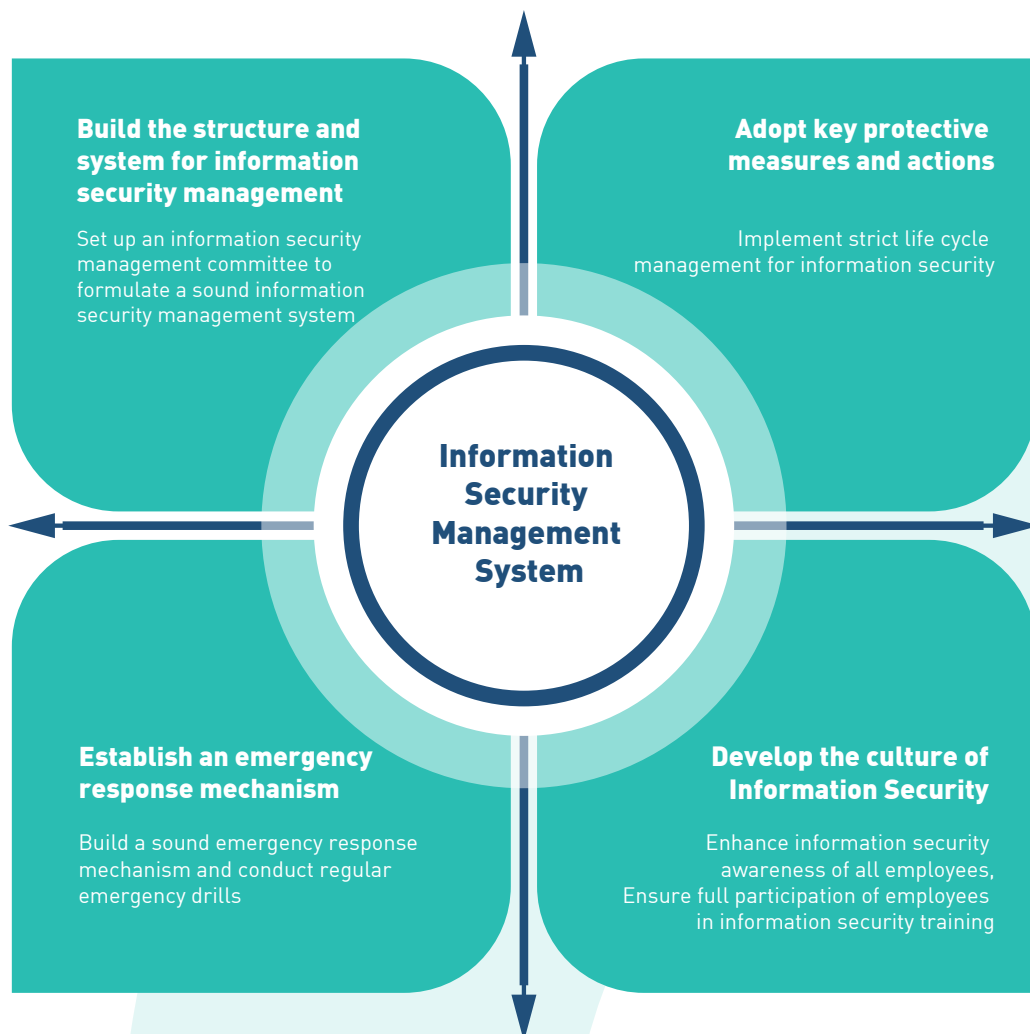 Build the structure and
system for information
security management
Set up an information security
management committee to
formulate a sound information
security management system
Adopt key protective
measures and actions
Implement strict life cycle
management for information security
Information
Security
Management
System
Establish an emergency
response mechanism
Build a sound emergency response
mechanism and conduct regular
emergency drills
Develop the culture of
Information Security
Enhance information security
awareness of all employees,
Ensure full participation of employees
in information security training